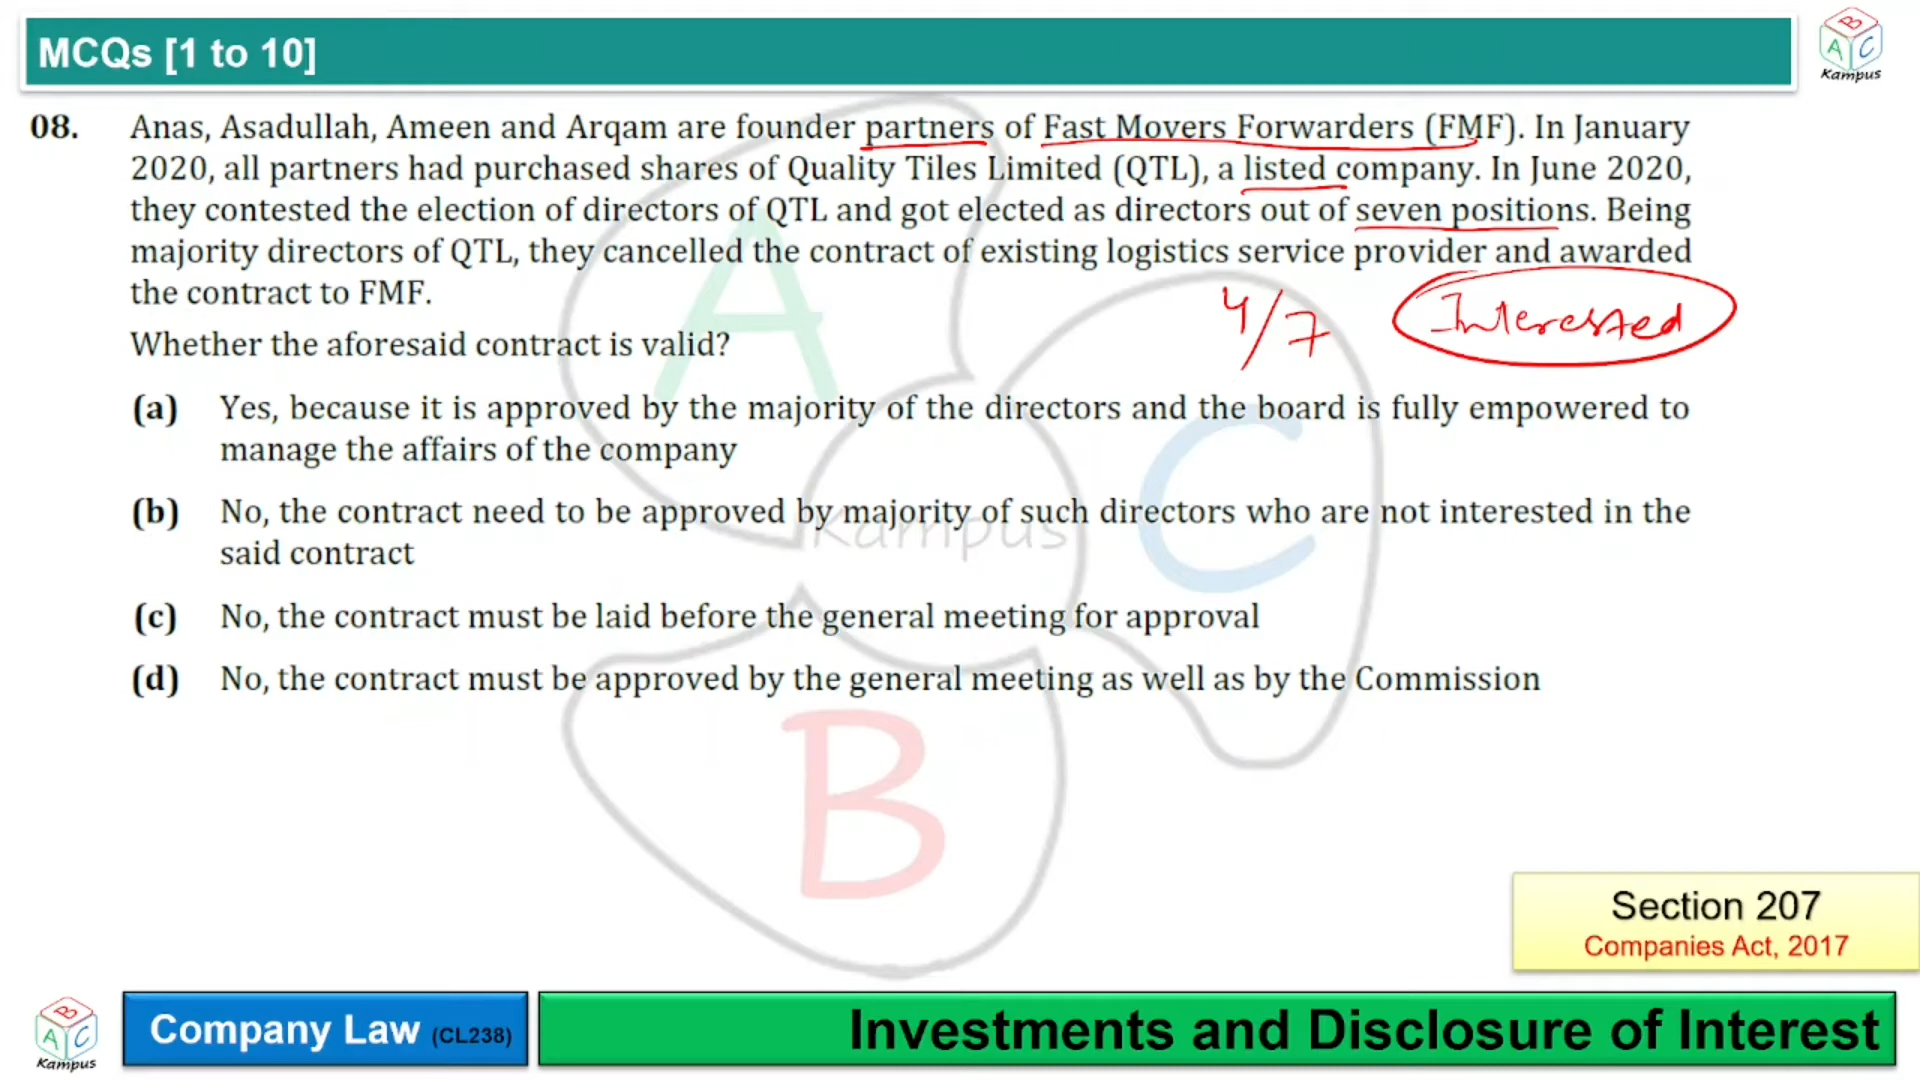 MCQs [1 to 10]
B
A C
Kampus
08. Anas, Asadullah, Ameen and Arqam are founder partners of Fast Movers Forwarders (FMF). In January
2020, all partners had purchased shares of Quality Tiles Limited (QTL), a listed company. In June 2020,
they contested the election of directors of QTL and got elected as directors out of seven positions. Being
majority directors of QTL, they cancelled the contract of existing logistics service provider and awarded
the contract to FMF.
4/7 Interested
Whether the aforesaid contract is valid?
(a) Yes, because it is approved by the majority of the directors and the board is fully empowered to
manage the affairs of the company
(b) No, the contract need to be approved by majority of such directors who are not interested in the
said contract
(c) No, the contract must be laid before the general meeting for approval
(d) No, the contract must be approved by the general meeting as well as by the Commission
A
C
Kampus
B
Section 207
Companies Act, 2017
B
A C
Kampus
Company Law (CL238)
Investments and Disclosure of Interest